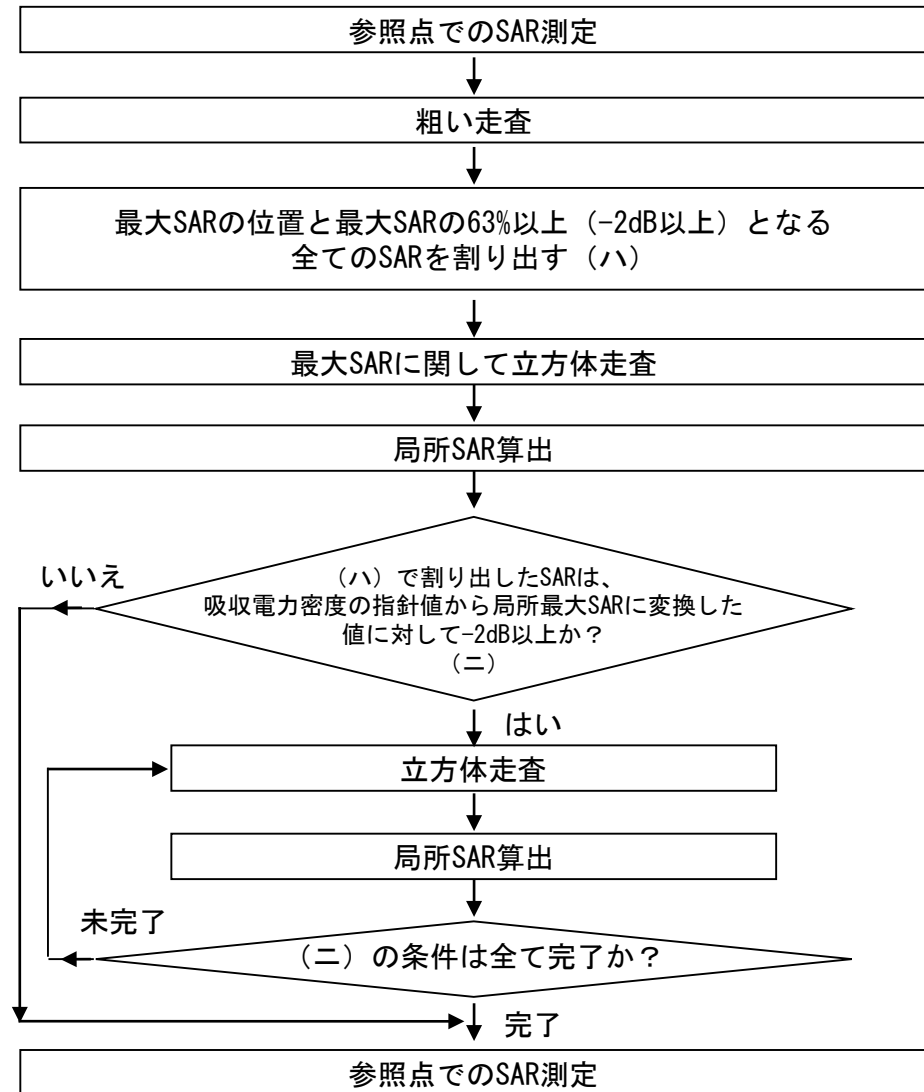 参照点でのSAR測定
粗い走査
最大SARの位置と最大SARの63%以上（-2dB以上）となる
全てのSARを割り出す（ハ）
最大SARに関して立方体走査
局所SAR算出
いいえ
（ハ）で割り出したSARは、
吸収電力密度の指針値から局所最大SARに変換した
値に対して-2dB以上か？
（ニ）
はい
立方体走査
局所SAR算出
未完了
（ニ）の条件は全て完了か？
完了
参照点でのSAR測定